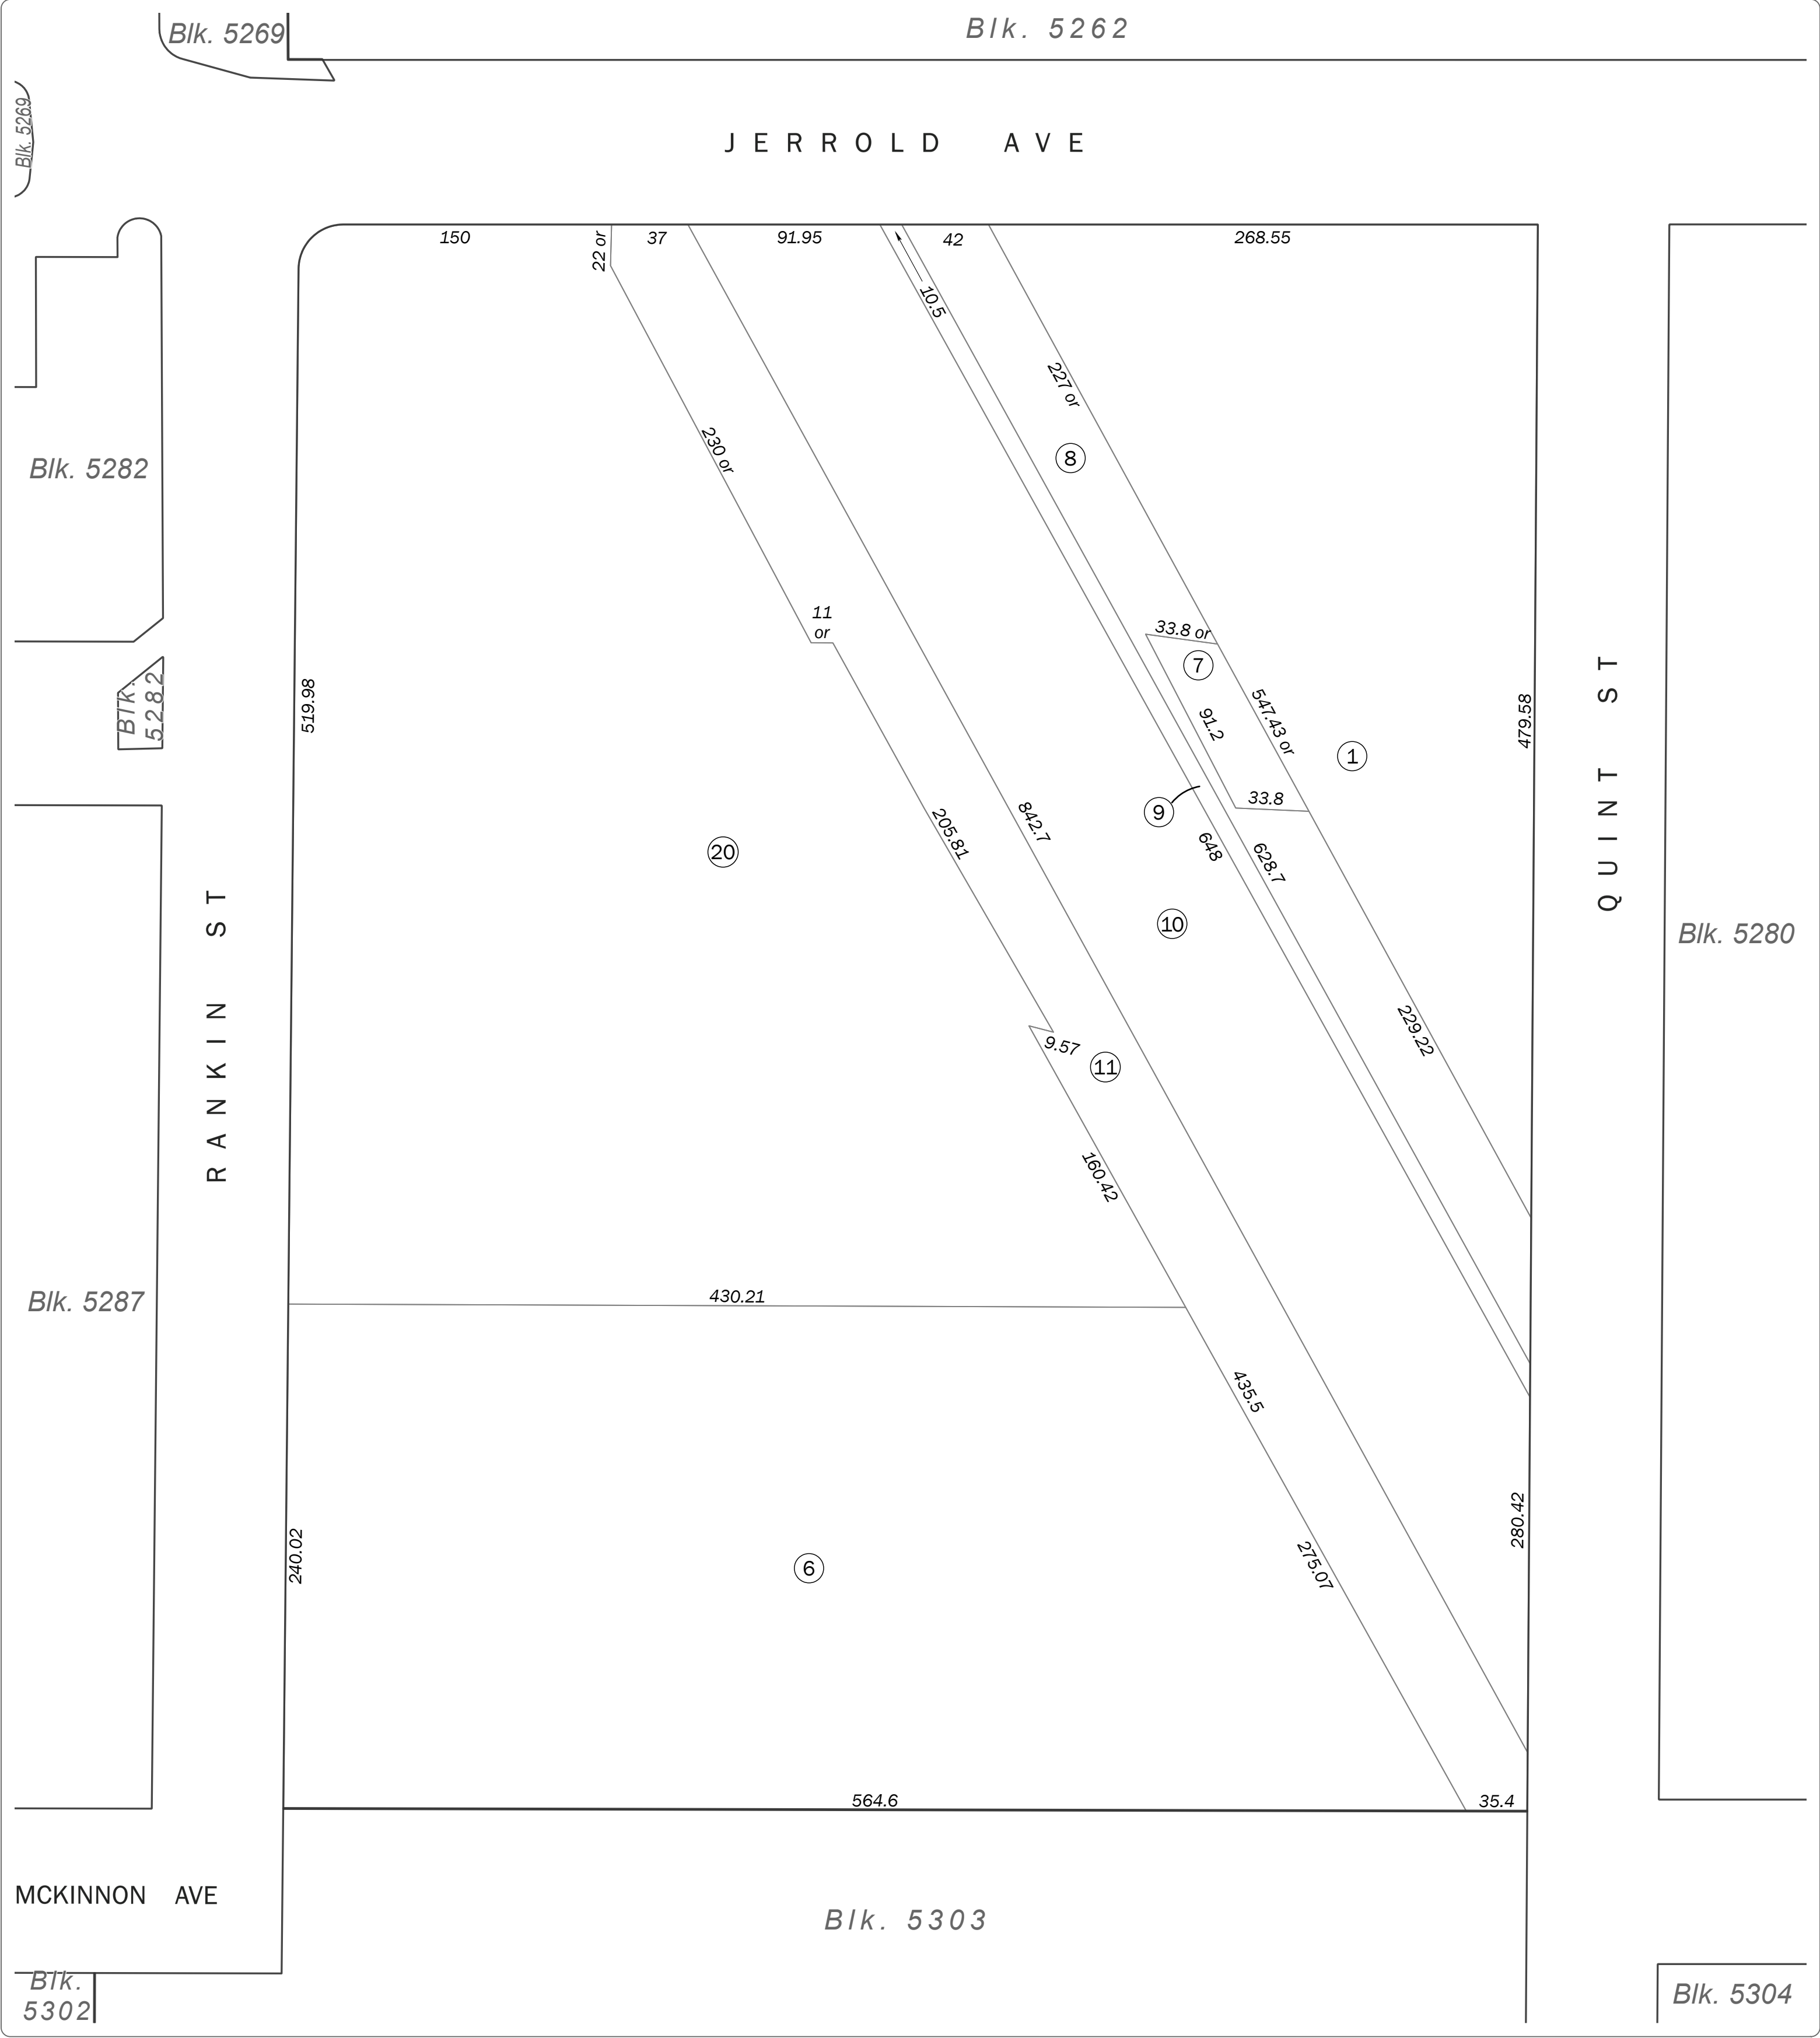 Blk. 5269
Blk. 5262
Blk. 5269
JERROLD AVE
150
22 or
37
91.95
10.5
42
268.55
227 or
8
230 or
Blk. 5282
11
or
33.8 or
7
Blk.
5282
519.98
91.2
547.43 or
1
479.58
QUINT ST
33.8
9
842.7
205.81
648
628.7
20
10
Blk. 5280
RANKIN ST
9.57
11
229.22
160.42
Blk. 5287
430.21
435.5
280.42
240.02
6
275.07
564.6
35.4
MCKINNON AVE
Blk. 5303
Blk.
5302
Blk. 5304